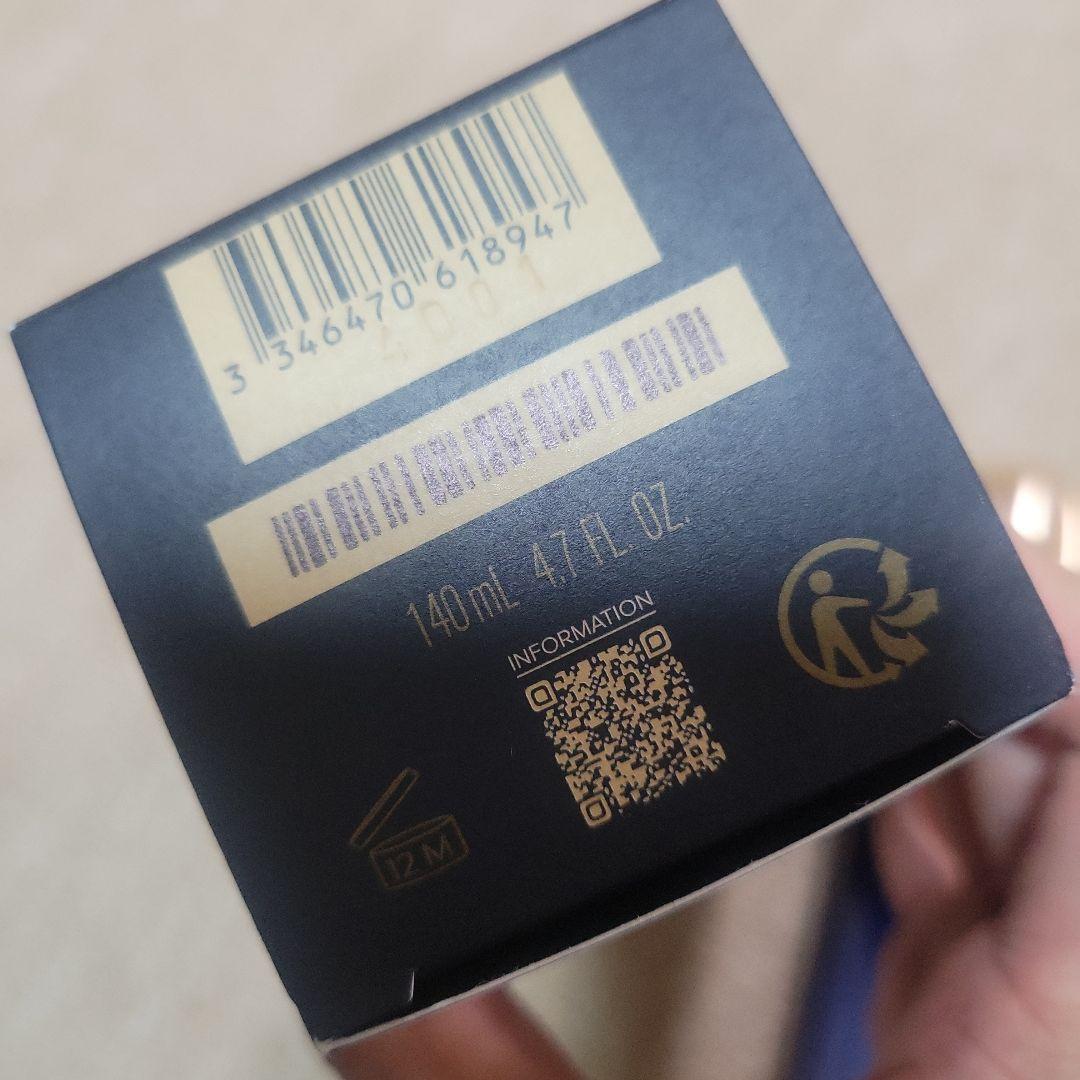 3 346470 618947
4001
140 mL 4.7 FL. OZ.
INFORMATION
12 M